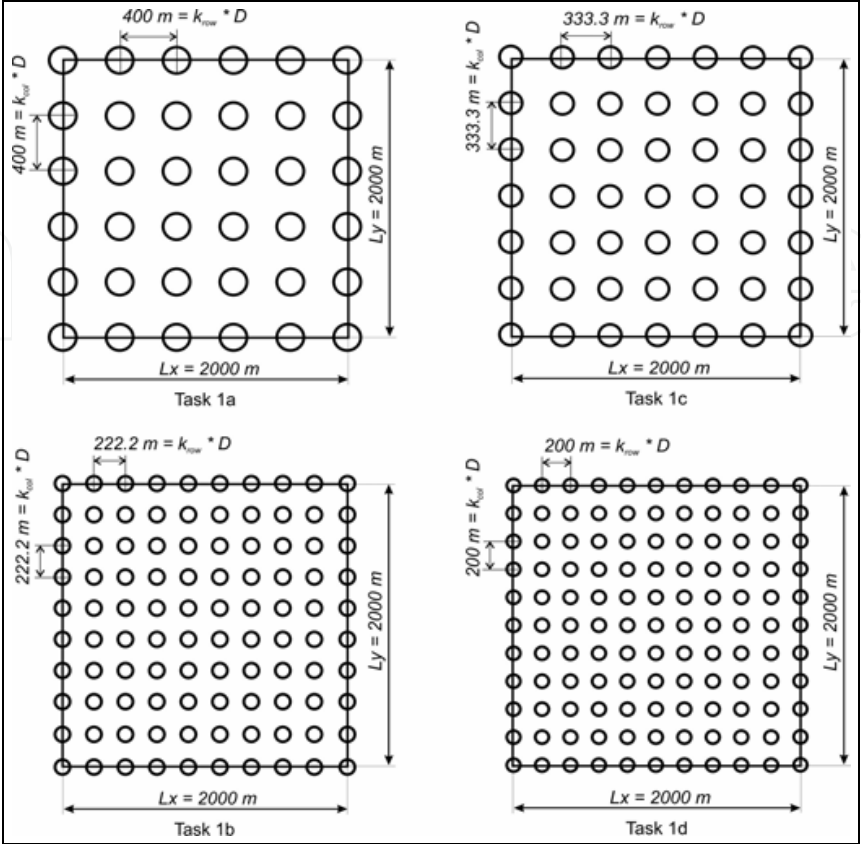 400 m = k_row * D
400 m = k_col * D
Ly = 2000 m
Lx = 2000 m
Task 1a
333.3 m = k_row * D
333.3 m = k_col * D
Ly = 2000 m
Lx = 2000 m
Task 1c
222.2 m = k_row * D
222.2 m = k_col * D
Ly = 2000 m
Lx = 2000 m
Task 1b
200 m = k_row * D
200 m = k_col * D
Ly = 2000 m
Lx = 2000 m
Task 1d